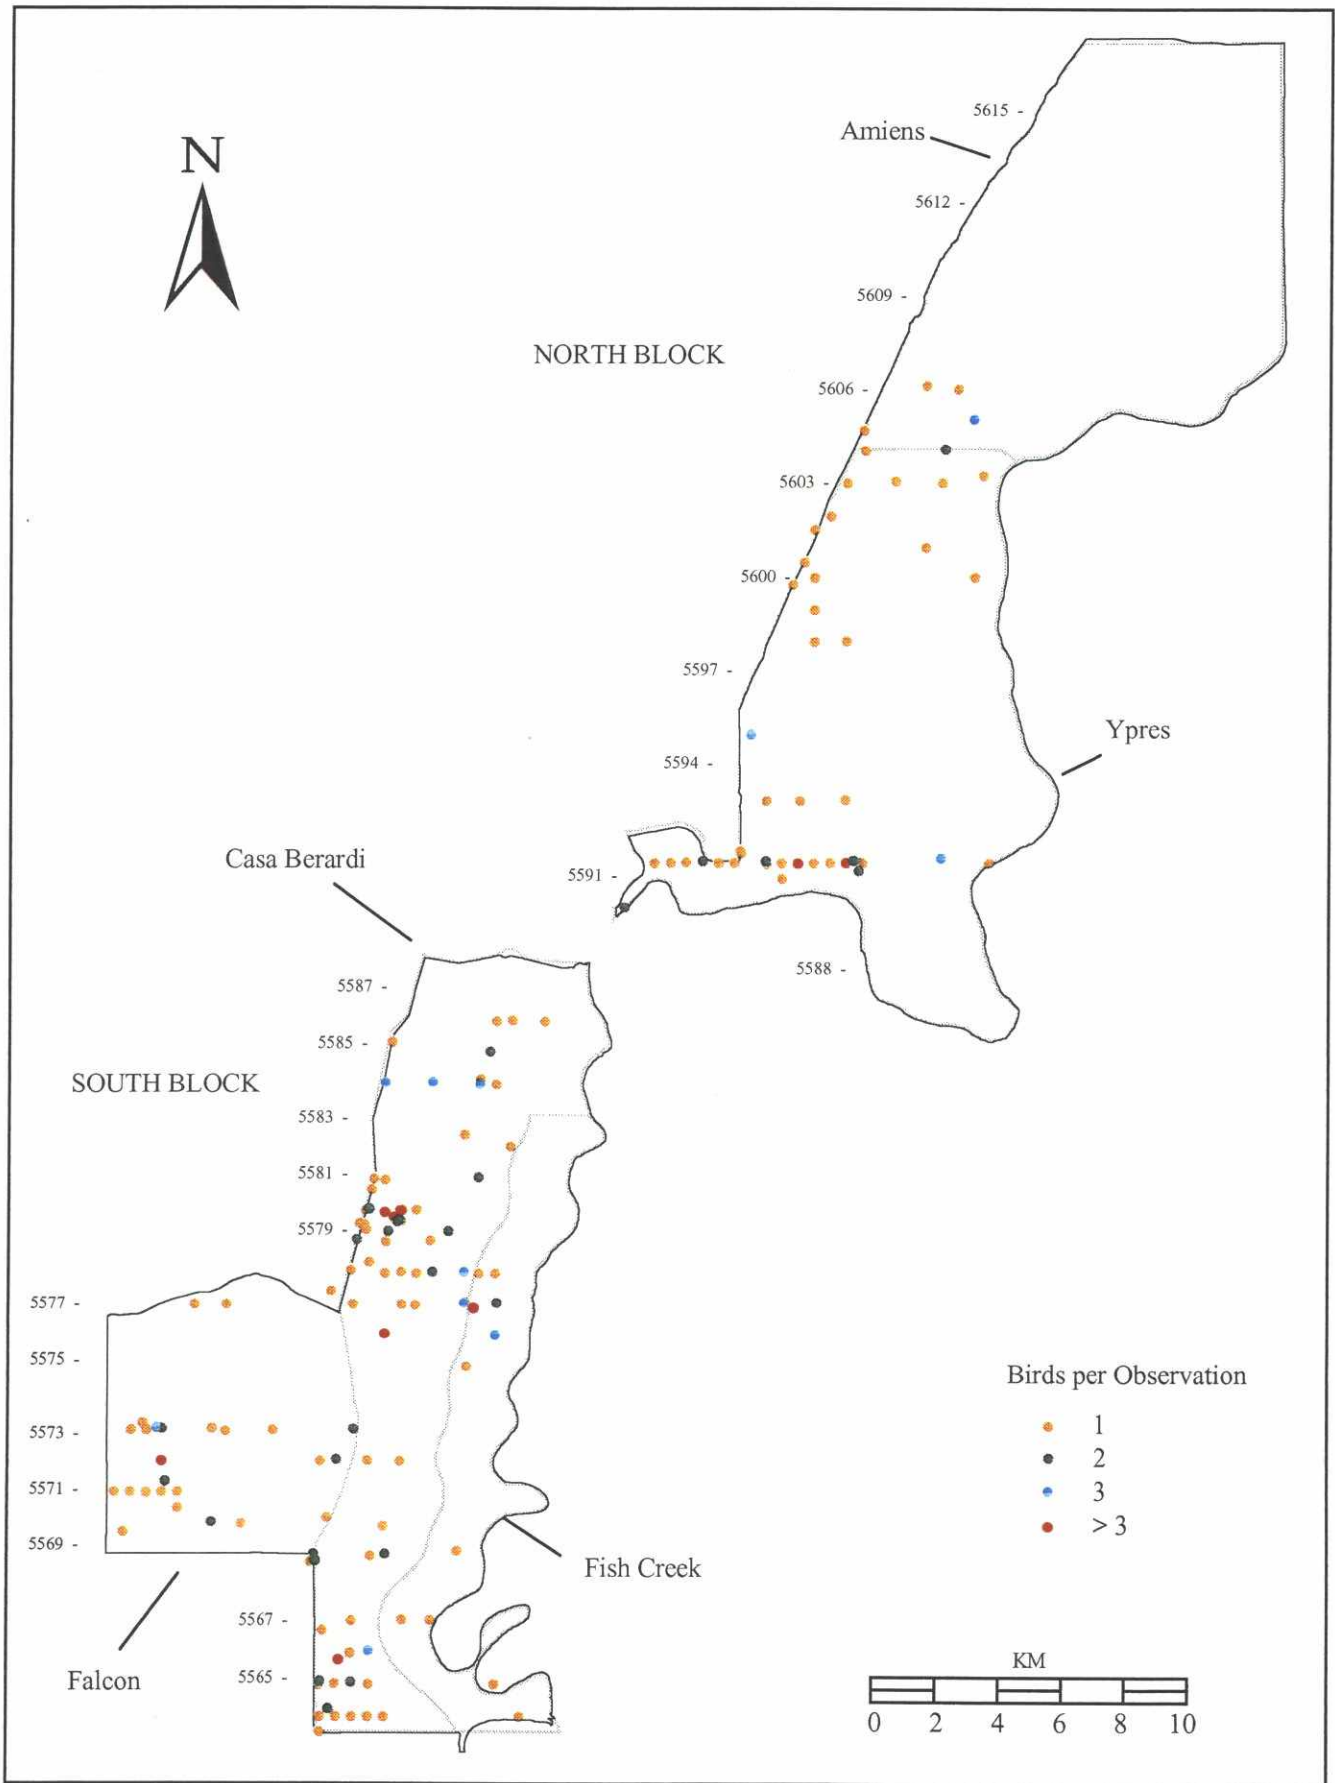 5615 -
Amiens
N
5612 -
5609 -
NORTH BLOCK
5606 -
5603 -
5600 -
5597 -
Ypres
5594 -
Casa Berardi
5591 -
5588 -
5587 -
5585 -
SOUTH BLOCK
5583 -
5581 -
5579 -
5577 -
5575 -
Birds per Observation
1
2
3
> 3
5573 -
5571 -
5569 -
Fish Creek
5567 -
Falcon
5565 -
KM
0 2 4 6 8 10